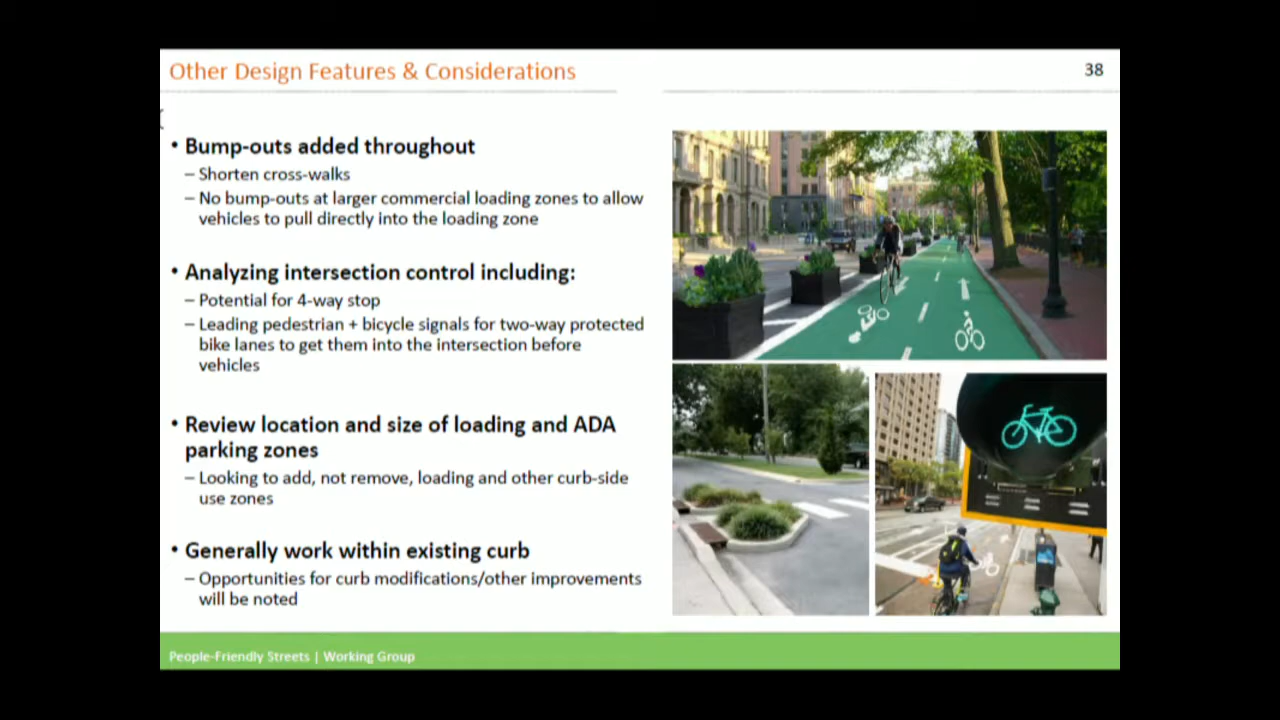 Other Design Features & Considerations
38
• Bump-outs added throughout
– Shorten cross-walks
– No bump-outs at larger commercial loading zones to allow
vehicles to pull directly into the loading zone
• Analyzing intersection control including:
– Potential for 4-way stop
– Leading pedestrian + bicycle signals for two-way protected
bike lanes to get them into the intersection before
vehicles
• Review location and size of loading and ADA
parking zones
– Looking to add, not remove, loading and other curb-side
use zones
• Generally work within existing curb
– Opportunities for curb modifications/other improvements
will be noted
People-Friendly Streets | Working Group